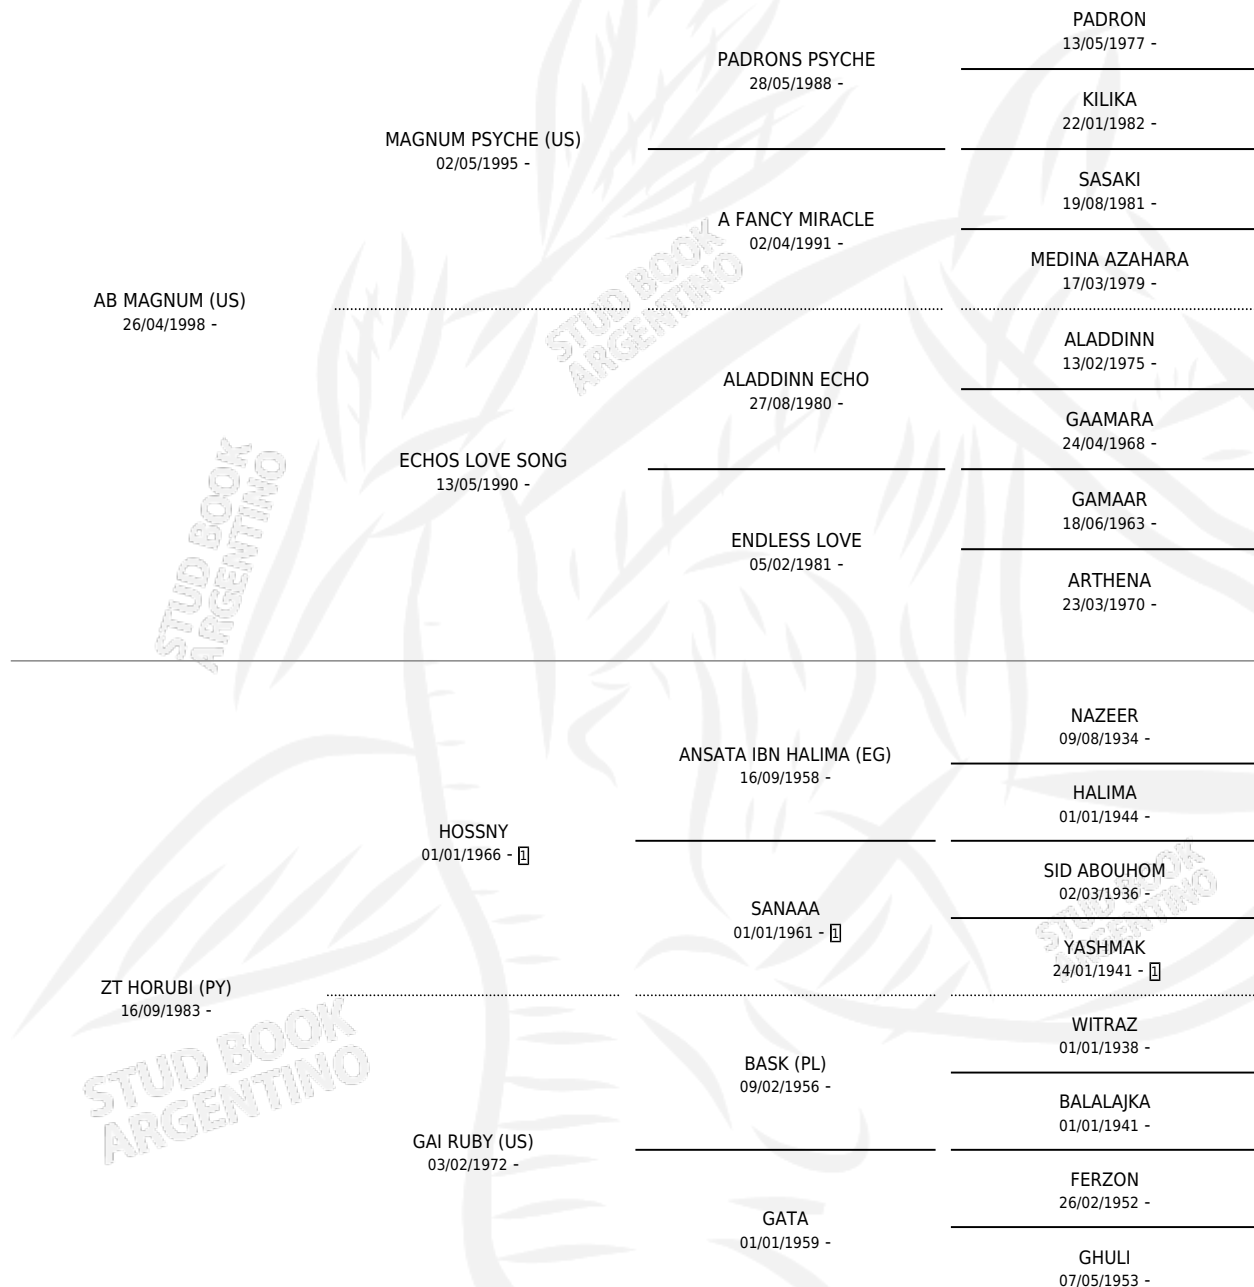 PADRON
13/05/1977 -
PADRONS PSYCHE
28/05/1988 -
KILIKA
22/01/1982 -
MAGNUM PSYCHE (US)
02/05/1995 -
SASAKI
19/08/1981 -
A FANCY MIRACLE
02/04/1991 -
MEDINA AZAHARA
17/03/1979 -
AB MAGNUM (US)
26/04/1998 -
ALADDINN
13/02/1975 -
ALADDINN ECHO
27/08/1980 -
GAAMARA
24/04/1968 -
ECHOS LOVE SONG
13/05/1990 -
GAMAAR
18/06/1963 -
ENDLESS LOVE
05/02/1981 -
ARTHENA
23/03/1970 -
NAZEER
09/08/1934 -
ANSATA IBN HALIMA (EG)
16/09/1958 -
HALIMA
01/01/1944 -
HOSSNY
01/01/1966 - 1
SID ABOUHOM
02/03/1936 -
SANAAA
01/01/1961 - 1
YASHMAK
24/01/1941 - 1
ZT HORUBI (PY)
16/09/1983 -
WITRAZ
01/01/1938 -
BASK (PL)
09/02/1956 -
BALALAJKA
01/01/1941 -
GAI RUBY (US)
03/02/1972 -
FERZON
26/02/1952 -
GATA
01/01/1959 -
GHULI
07/05/1953 -
STUD BOOK
ARGENTINO
STUD BOOK
ARGENTINO
STUD BOOK
ARGENTINO
STUD BOOK
ARGENTINO